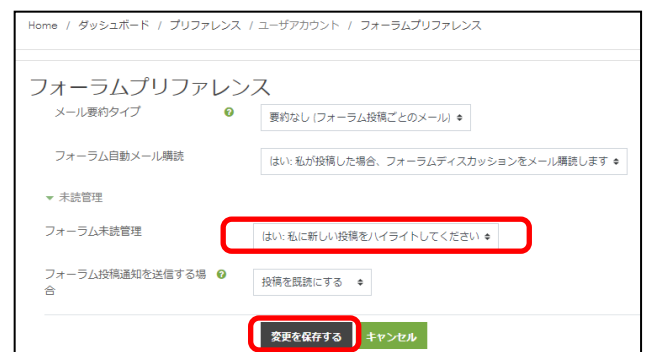 Home / ダッシュボード / プリファレンス / ユーザアカウント / フォーラムプリファレンス
フォーラムプリファレンス
メール要約タイプ 要約なし (フォーラム投稿ごとのメール)
フォーラム自動メール購読 はい: 私が投稿した場合、フォーラムディスカッションをメール購読します
未読管理
フォーラム未読管理 はい: 私に新しい投稿をハイライトしてください
フォーラム投稿通知を送信する場
合 投稿を既読にする
変更を保存する キャンセル